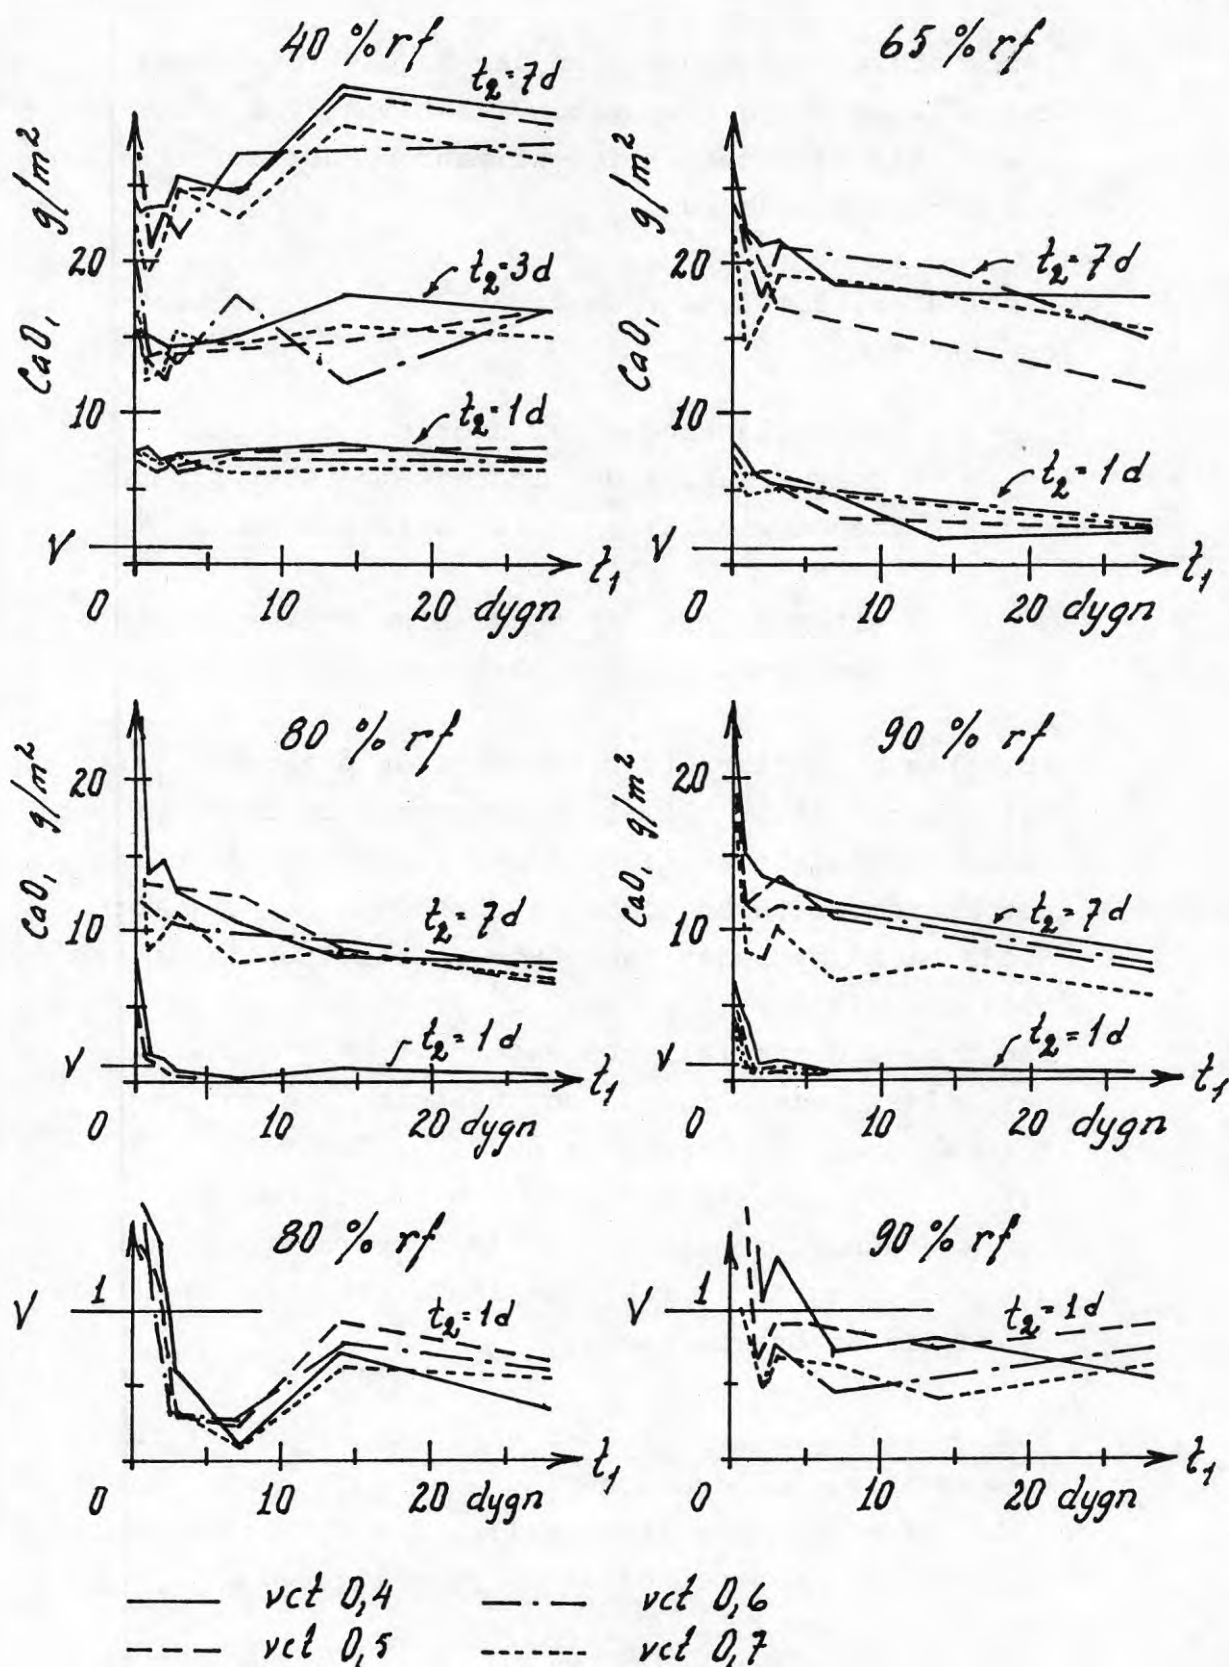 40 % rf
t₂ = 7d
CaO, g/m²
20
t₂ = 3d
10
t₂ = 1d
V
t₁
0
10
20 dygn
65 % rf
CaO, g/m²
20
t₂ = 7d
10
t₂ = 1d
V
t₁
0
10
20 dygn
80 % rf
CaO, g/m²
20
10
t₂ = 7d
t₂ = 1d
V
t₁
0
10
20 dygn
90 % rf
CaO, g/m²
20
10
t₂ = 7d
t₂ = 1d
V
t₁
0
10
20 dygn
80 % rf
V
1
t₂ = 1d
t₁
0
10
20 dygn
90 % rf
V
1
t₂ = 1d
t₁
0
10
20 dygn
vct 0,4
vct 0,6
vct 0,5
vct 0,7